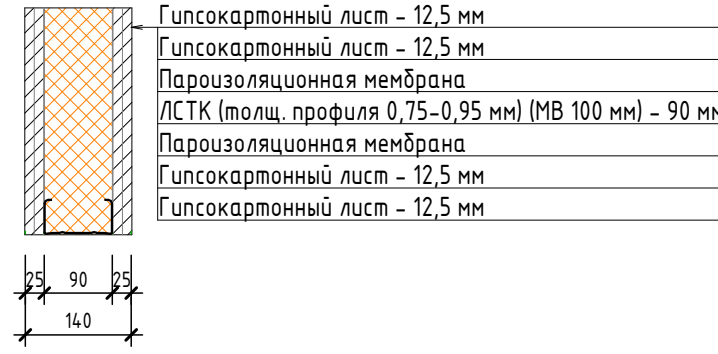 Гипсокартонный лист - 12,5 мм
Гипсокартонный лист - 12,5 мм
Пароизоляционная мембрана
ЛСТК (толщ. профиля 0,75-0,95 мм) (МВ 100 мм) - 90 мм
Пароизоляционная мембрана
Гипсокартонный лист - 12,5 мм
Гипсокартонный лист - 12,5 мм
25 90 25
140